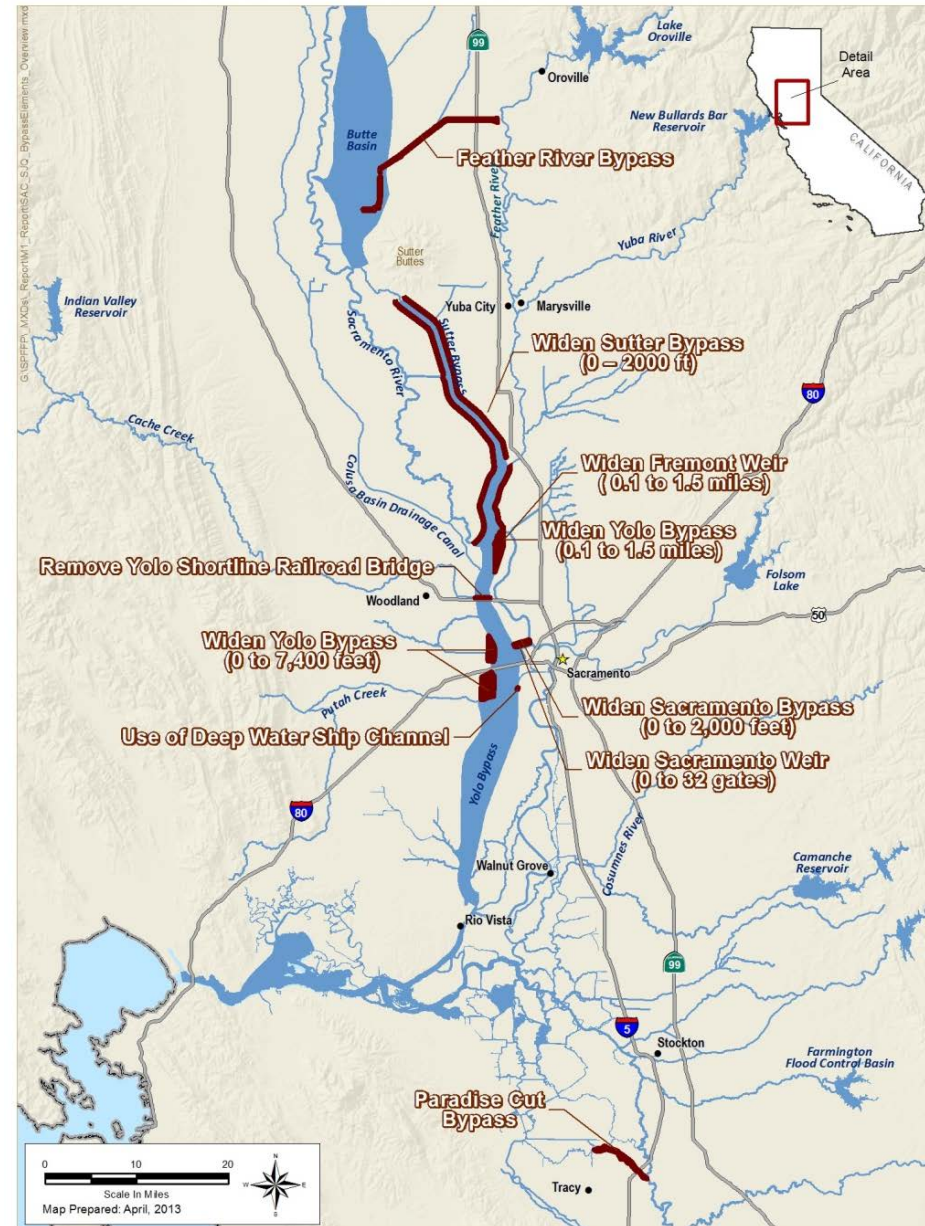 G:\SPFPP\_MXDs\_Report\M1_Report\SAC_SJQ_BypassElements_Overview.mxd
99
Lake
Oroville
Oroville
Detail
Area
New Bullards Bar
Reservoir
CALIFORNIA
Butte
Basin
Feather River Bypass
Feather River
Yuba River
Sutter
Buttes
Indian Valley
Reservoir
Yuba City
Marysville
Sacramento River
Sutter Bypass
Widen Sutter Bypass
(0 – 2000 ft)
80
Cache Creek
Colusa Basin Drainage Canal
Widen Fremont Weir
( 0.1 to 1.5 miles)
Widen Yolo Bypass
(0.1 to 1.5 miles)
Remove Yolo Shortline Railroad Bridge
Woodland
Folsom
Lake
50
Widen Yolo Bypass
(0 to 7,400 feet)
Sacramento
Putah Creek
Widen Sacramento Bypass
(0 to 2,000 feet)
Use of Deep Water Ship Channel
Widen Sacramento Weir
(0 to 32 gates)
Yolo Bypass
80
Cosumnes River
Walnut Grove
Camanche
Reservoir
Rio Vista
99
5
Stockton
Farmington
Flood Control Basin
Paradise Cut
Bypass
Tracy
0 10 20
Scale In Miles
Map Prepared: April, 2013
N
W E
S